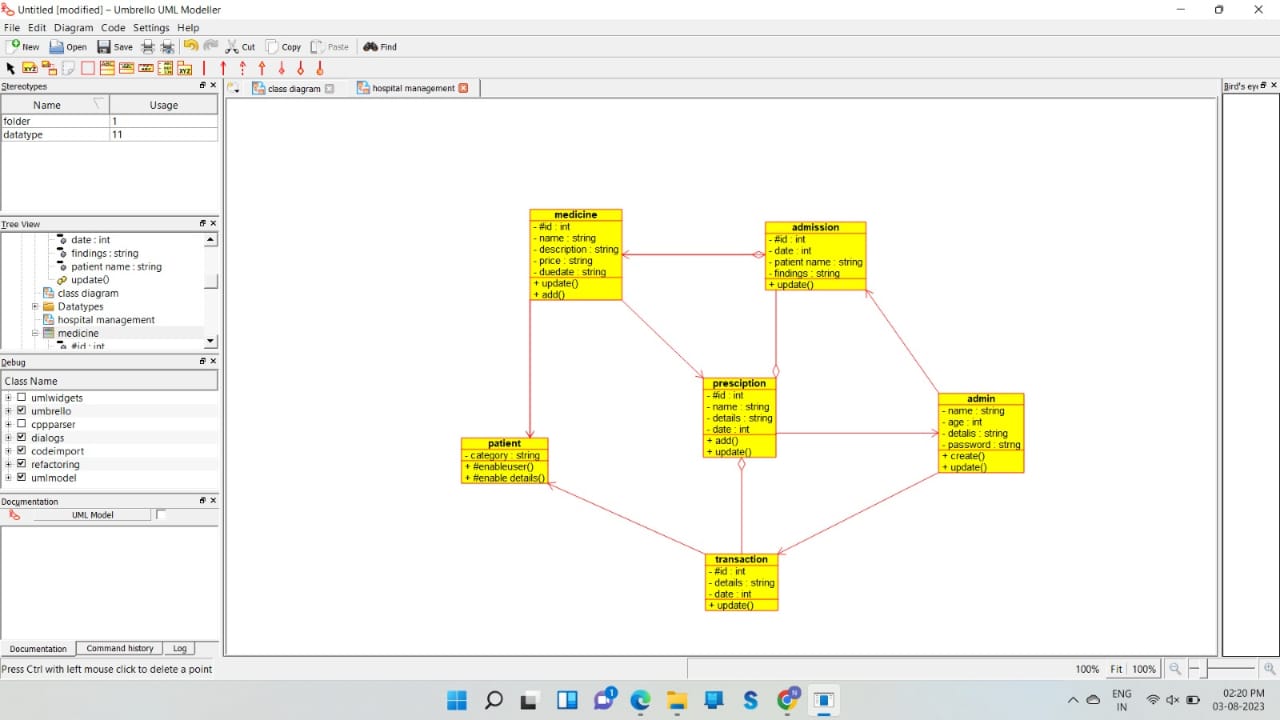 Untitled [modified] – Umbrello UML Modeller
File Edit Diagram Code Settings Help
New Open Save Cut Copy Paste Find
Stereotypes
Name Usage
folder 1
datatype 11
Tree View
date : int
findings : string
patient name : string
update()
class diagram
Datatypes
hospital management
medicine
#id : int
Debug
Class Name
umlwidgets
umbrello
cppparser
dialogs
codeimport
refactoring
umlmodel
Documentation
UML Model
Documentation Command history Log
Press Ctrl with left mouse click to delete a point
class diagram hospital management
Bird's eye
medicine
- #id : int
- name : string
- description : string
- price : string
- duedate : string
+ update()
+ add()
admission
- #id : int
- date : int
- patient name : string
- findings : string
+ update()
presciption
- #id : int
- name : string
- details : string
- date : int
+ add()
+ update()
admin
- name : string
- age : int
- detalis : string
- password : strng
+ create()
+ update()
patient
- category : string
+ #enableuser()
+ #enable details()
transaction
- #id : int
- details : string
- date : int
+ update()
100% Fit 100%
ENG
IN
02:20 PM
03-08-2023